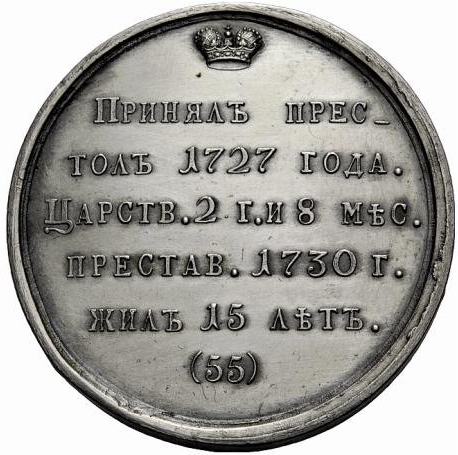 Принялъ прес_
толъ 1727 года.
Царств. 2 г. и 8 мѣс.
престав. 1730 г.
жилъ 15 лѣтъ.
(55)